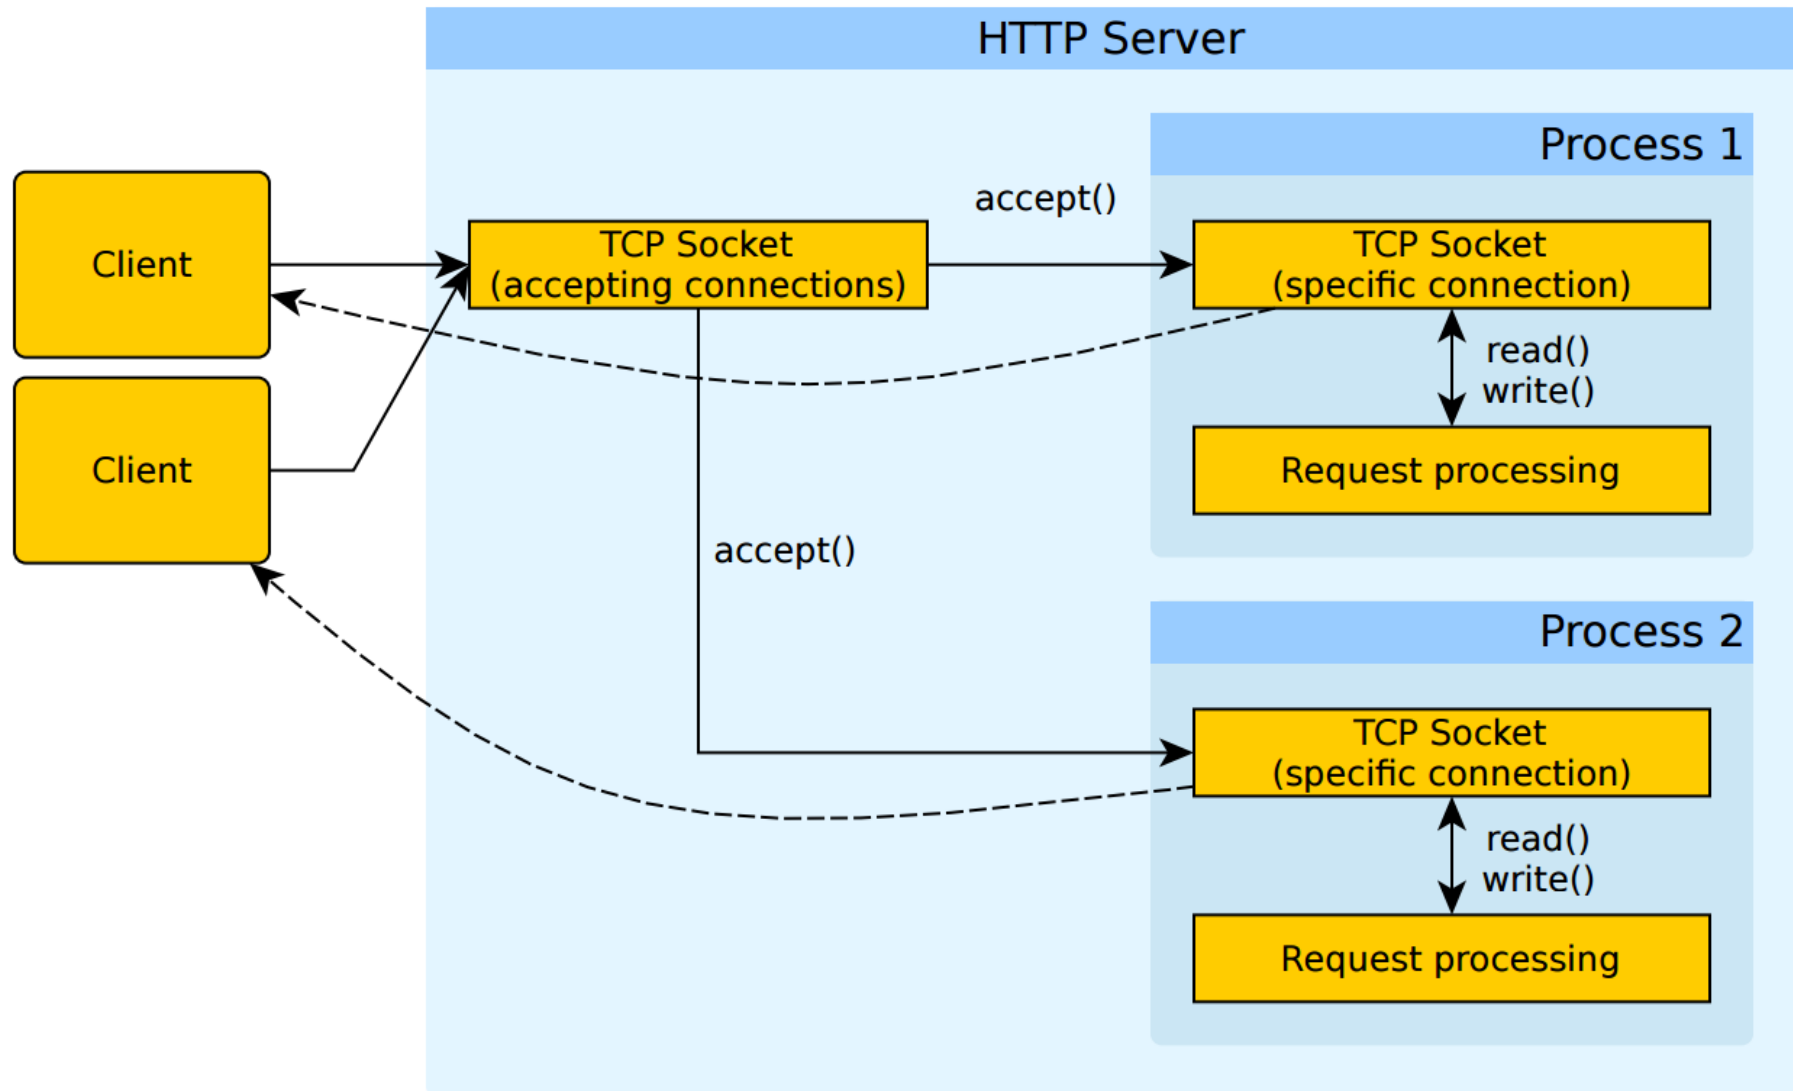 HTTP Server
Process 1
accept()
Client
TCP Socket
(accepting connections)
TCP Socket
(specific connection)
read()
write()
Client
Request processing
accept()
Process 2
TCP Socket
(specific connection)
read()
write()
Request processing